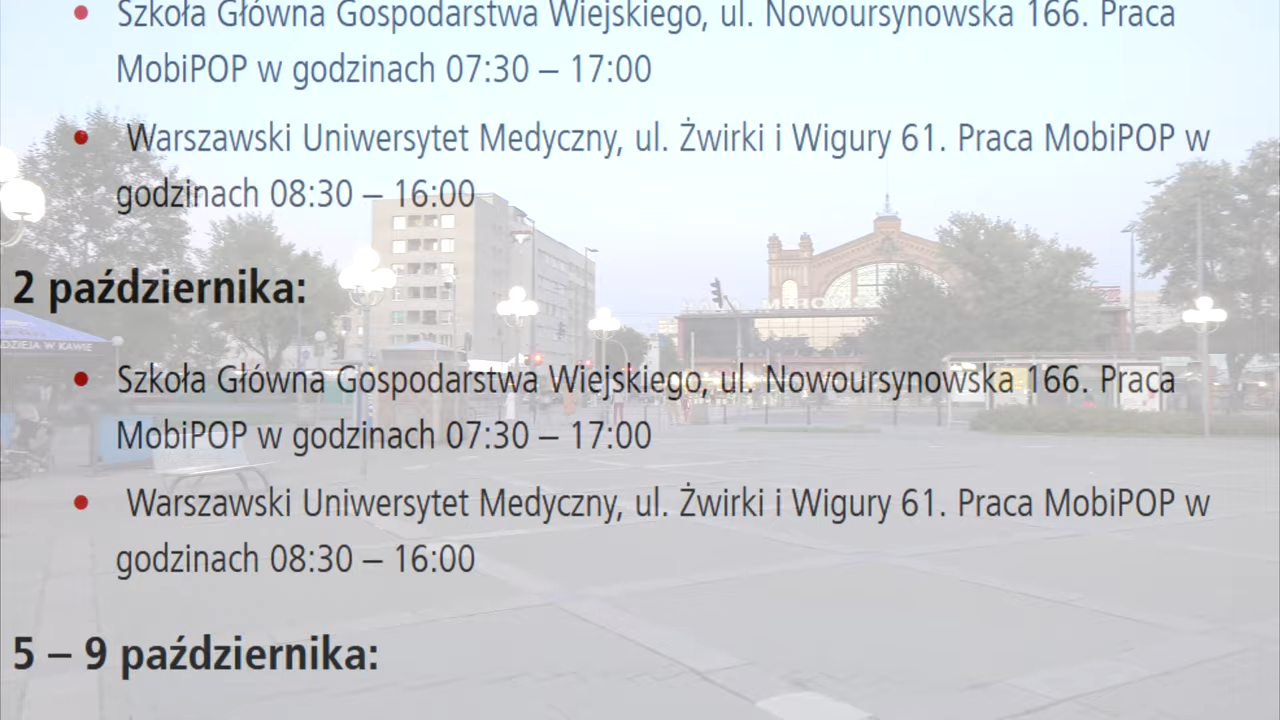 Szkoła Główna Gospodarstwa Wiejskiego, ul. Nowoursynowska 166. Praca
MobiPOP w godzinach 07:30 – 17:00
Warszawski Uniwersytet Medyczny, ul. Żwirki i Wigury 61. Praca MobiPOP w
godzinach 08:30 – 16:00
2 października:
Szkoła Główna Gospodarstwa Wiejskiego, ul. Nowoursynowska 166. Praca
MobiPOP w godzinach 07:30 – 17:00
Warszawski Uniwersytet Medyczny, ul. Żwirki i Wigury 61. Praca MobiPOP w
godzinach 08:30 – 16:00
5 – 9 października: